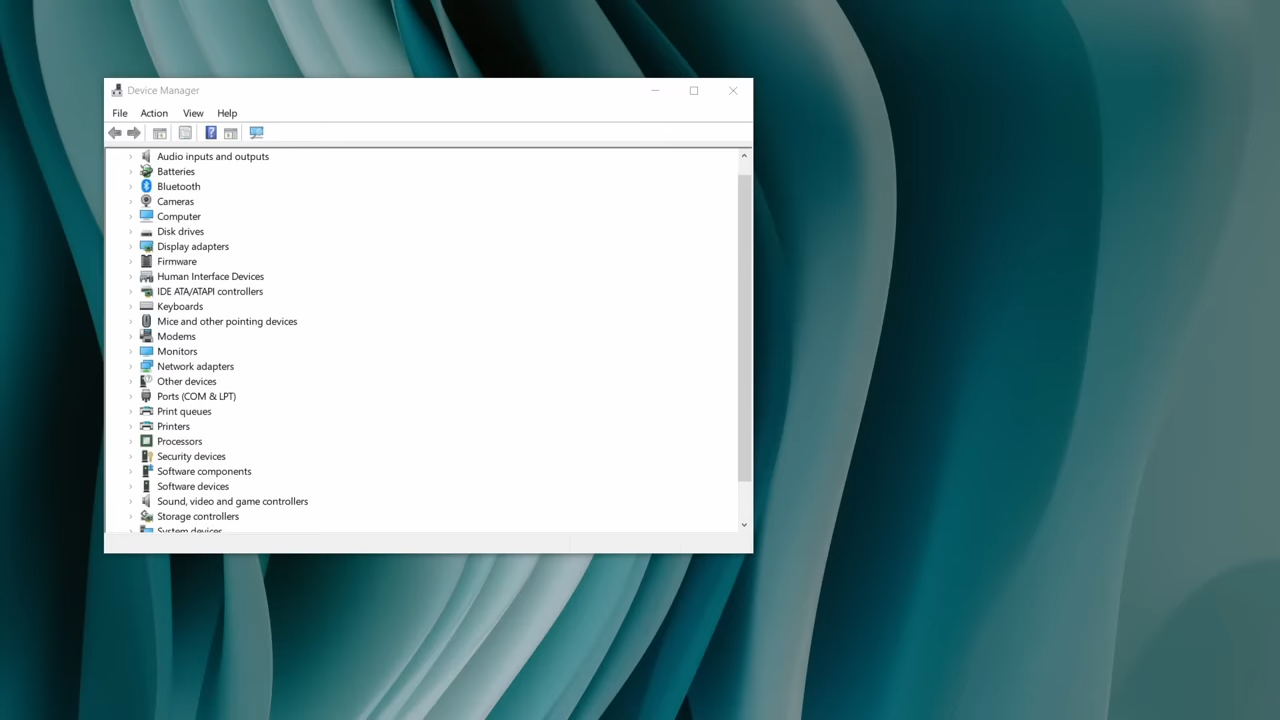 Device Manager
File Action View Help
Audio inputs and outputs
Batteries
Bluetooth
Cameras
Computer
Disk drives
Display adapters
Firmware
Human Interface Devices
IDE ATA/ATAPI controllers
Keyboards
Mice and other pointing devices
Modems
Monitors
Network adapters
Other devices
Ports (COM & LPT)
Print queues
Printers
Processors
Security devices
Software components
Software devices
Sound, video and game controllers
Storage controllers
System devices